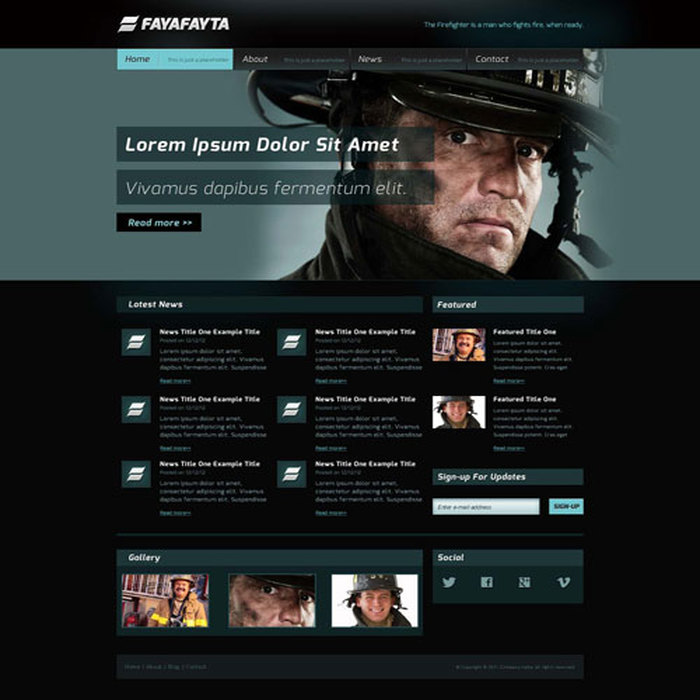 FAYAFAYTA
The Firefighter is a man who fights fire, when ready.
Home This is just a placeholder About This is just a placeholder News This is just a placeholder Contact This is just a placeholder
Lorem Ipsum Dolor Sit Amet
Vivamus dapibus fermentum elit.
Read more >>
Latest News
News Title One Example Title
Posted on 12/12/12
Lorem ipsum dolor sit amet,
consectetur adipiscing elit. Vivamus
dapibus fermentum elit. Suspendisse
Read more>>
News Title One Example Title
Posted on 12/12/12
Lorem ipsum dolor sit amet,
consectetur adipiscing elit. Vivamus
dapibus fermentum elit. Suspendisse
Read more>>
News Title One Example Title
Posted on 12/12/12
Lorem ipsum dolor sit amet,
consectetur adipiscing elit. Vivamus
dapibus fermentum elit. Suspendisse
Read more>>
News Title One Example Title
Posted on 12/12/12
Lorem ipsum dolor sit amet,
consectetur adipiscing elit. Vivamus
dapibus fermentum elit. Suspendisse
Read more>>
News Title One Example Title
Posted on 12/12/12
Lorem ipsum dolor sit amet,
consectetur adipiscing elit. Vivamus
dapibus fermentum elit. Suspendisse
Read more>>
News Title One Example Title
Posted on 12/12/12
Lorem ipsum dolor sit amet,
consectetur adipiscing elit. Vivamus
dapibus fermentum elit. Suspendisse
Read more>>
Featured
Featured Title One
Lorem ipsum dolor sit amet,
consectetur adipiscing elit. Vivamus
dapibus fermentum elit.
Suspendisse potenti. Cras eget
Read more>>
Featured Title One
Lorem ipsum dolor sit amet,
consectetur adipiscing elit. Vivamus
dapibus fermentum elit.
Suspendisse potenti. Cras eget
Read more>>
Sign-up For Updates
Enter e-mail address SIGN-UP
Gallery
Social
Home | About | Blog | Contact